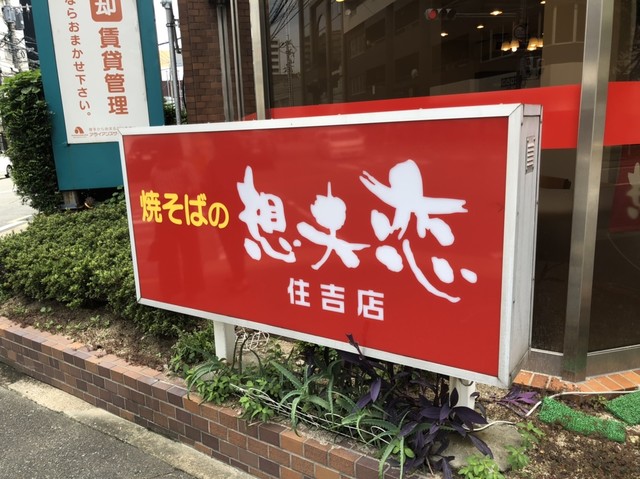 却 賃貸管理
ならおまかせ下さい。
焼そばの
想夫恋
住吉店